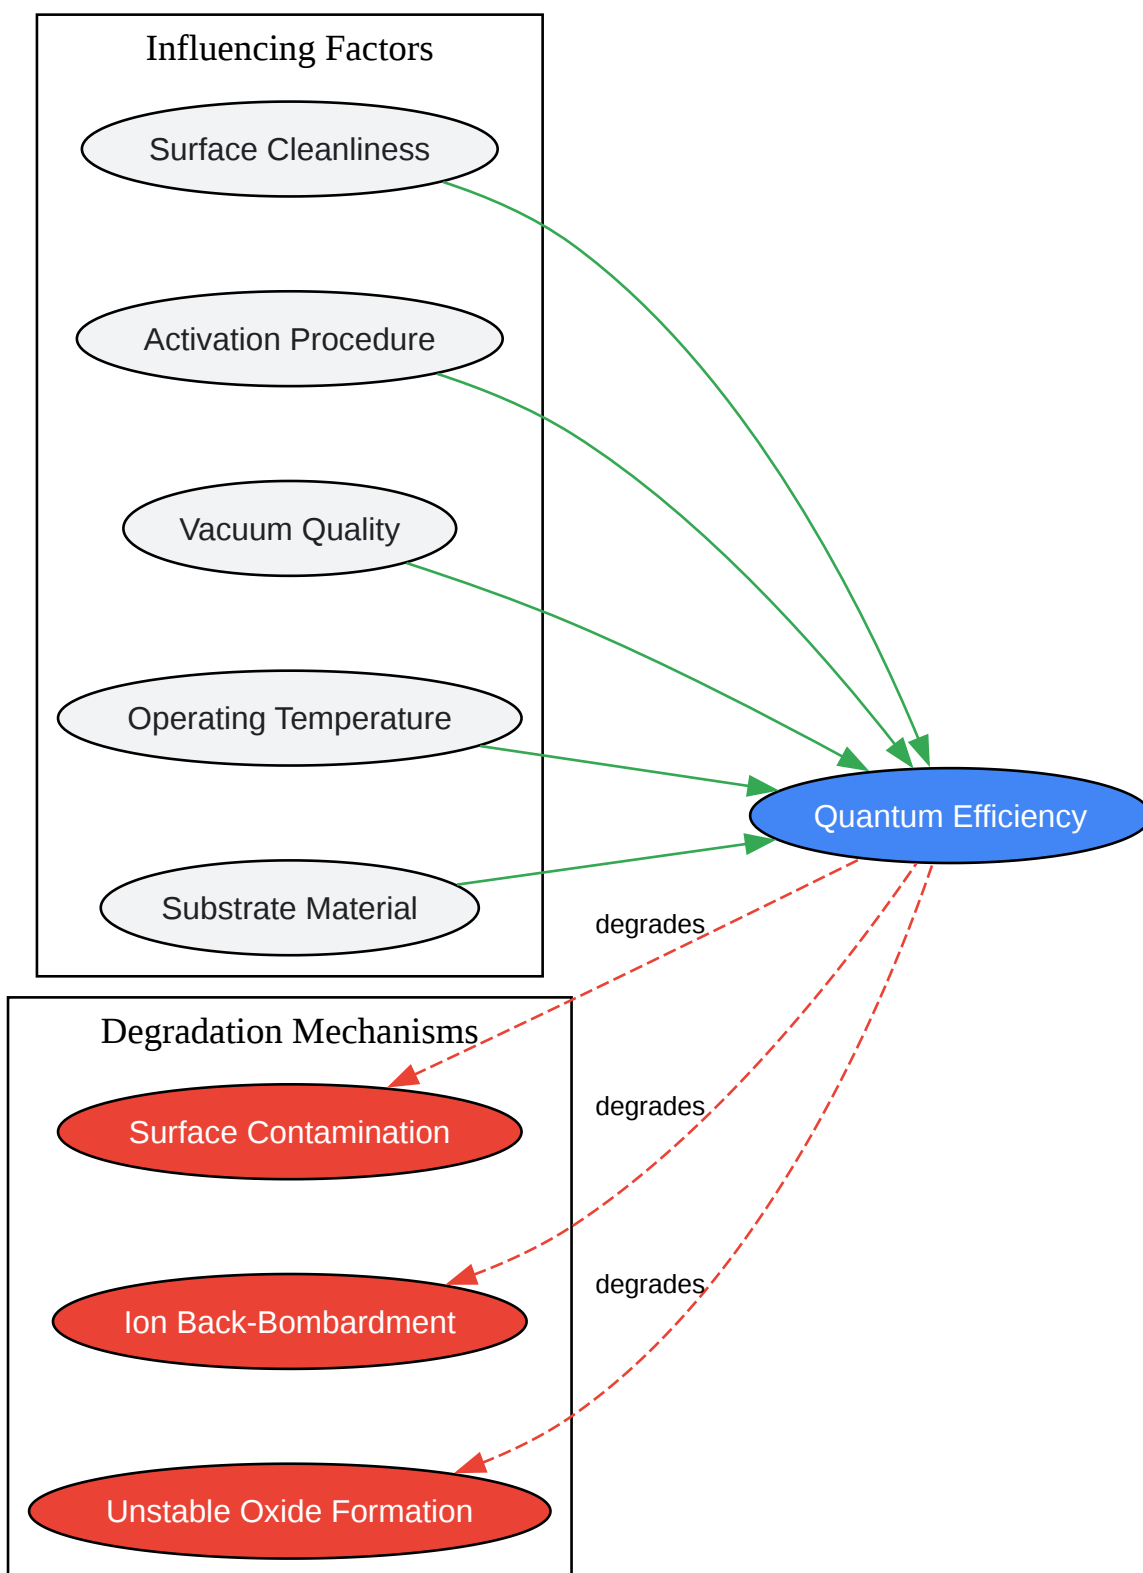 Influencing Factors
Surface Cleanliness
Activation Procedure
Vacuum Quality
Operating Temperature
Quantum Efficiency
Substrate Material
degrades
Degradation Mechanisms
Surface Contamination
degrades
Ion Back-Bombardment
degrades
Unstable Oxide Formation